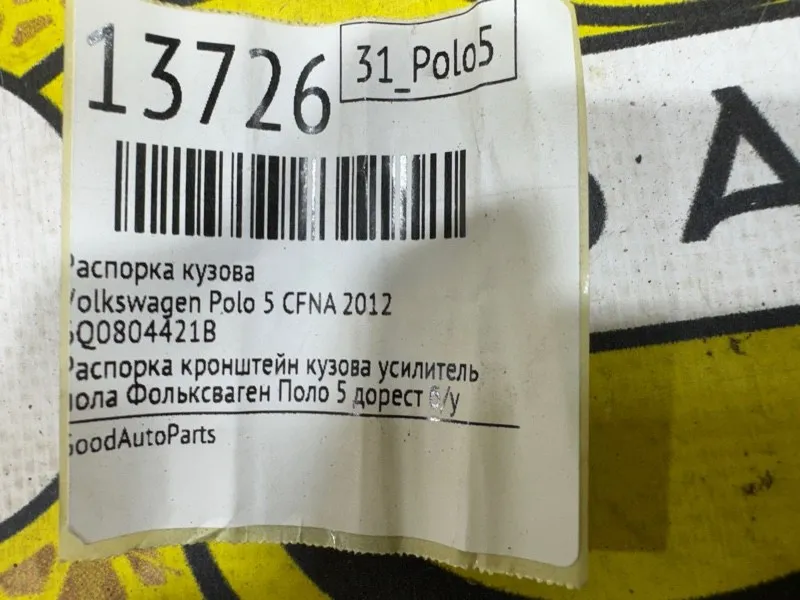 13726
31_Polo5
Распорка кузова
Volkswagen Polo 5 CFNA 2012
6Q0804421B
Распорка кронштейн кузова усилитель
пола Фольксваген Поло 5 дорест б/у
GoodAutoParts